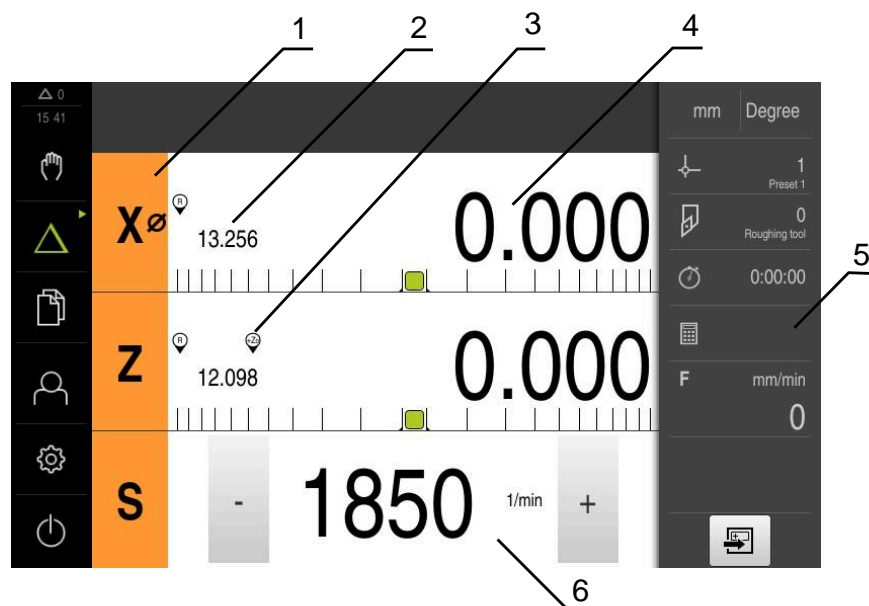 1 2 3 4
0
15 41
mm Degree
1
Preset 1
X⌀
R
13.256
0.000
0
Roughing tool
0:00:00
5
Z
R +Zo
12.098
0.000
F mm/min
0
S
- 1850 1/min +
6